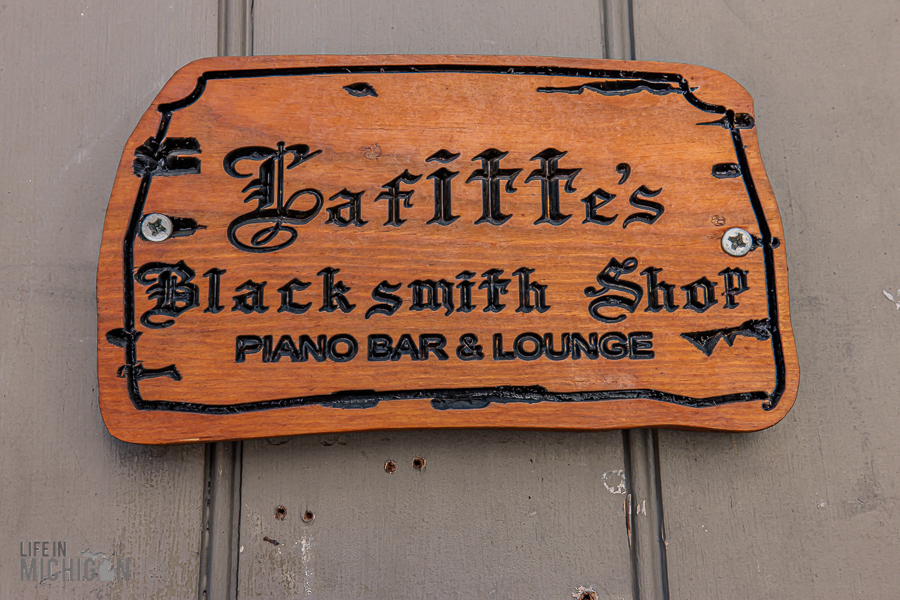 Lafitte's
Blacksmith Shop
PIANO BAR & LOUNGE
LIFE IN
MICHIGAN